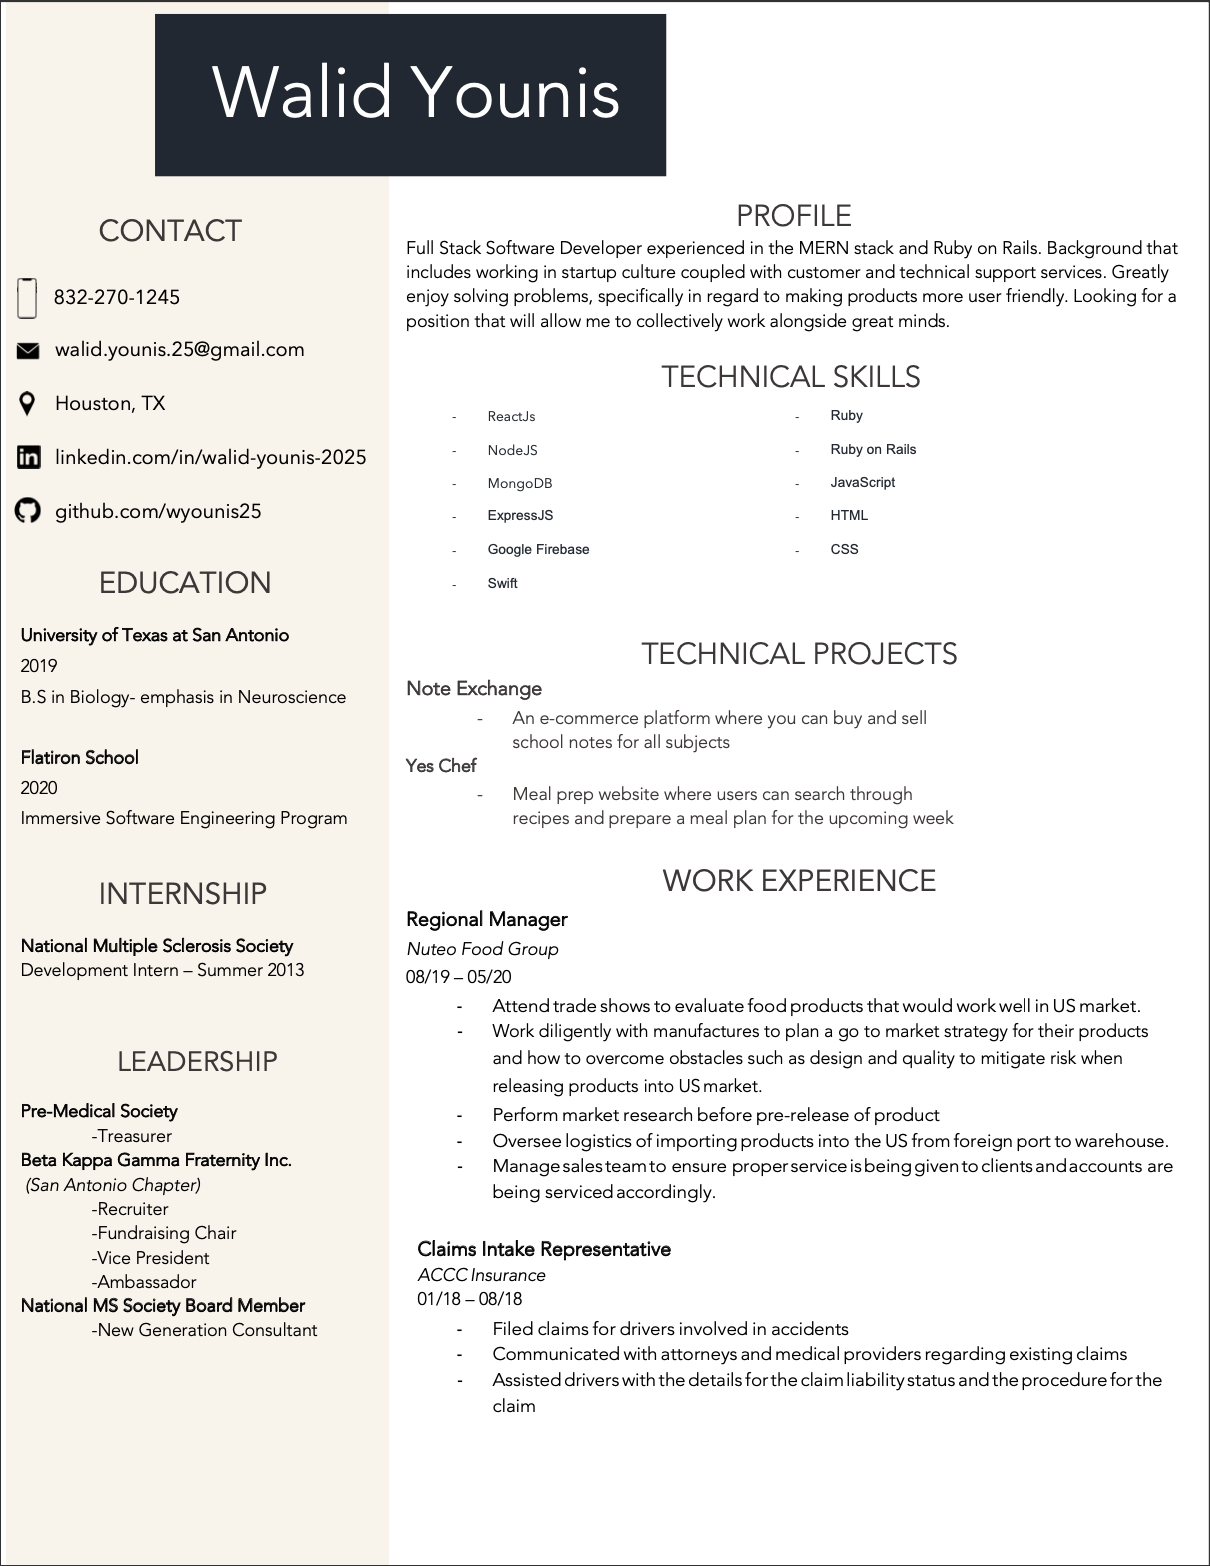 Walid Younis
CONTACT
832-270-1245
walid.younis.25@gmail.com
Houston, TX
linkedin.com/in/walid-younis-2025
github.com/wyounis25
EDUCATION
University of Texas at San Antonio
2019
B.S in Biology- emphasis in Neuroscience
Flatiron School
2020
Immersive Software Engineering Program
INTERNSHIP
National Multiple Sclerosis Society
Development Intern – Summer 2013
LEADERSHIP
Pre-Medical Society
-Treasurer
Beta Kappa Gamma Fraternity Inc.
(San Antonio Chapter)
-Recruiter
-Fundraising Chair
-Vice President
-Ambassador
National MS Society Board Member
-New Generation Consultant
PROFILE
Full Stack Software Developer experienced in the MERN stack and Ruby on Rails. Background that
includes working in startup culture coupled with customer and technical support services. Greatly
enjoy solving problems, specifically in regard to making products more user friendly. Looking for a
position that will allow me to collectively work alongside great minds.
TECHNICAL SKILLS
- ReactJs
- NodeJS
- MongoDB
- ExpressJS
- Google Firebase
- Swift
- Ruby
- Ruby on Rails
- JavaScript
- HTML
- CSS
TECHNICAL PROJECTS
Note Exchange
- An e-commerce platform where you can buy and sell
school notes for all subjects
Yes Chef
- Meal prep website where users can search through
recipes and prepare a meal plan for the upcoming week
WORK EXPERIENCE
Regional Manager
Nuteo Food Group
08/19 – 05/20
- Attend trade shows to evaluate food products that would work well in US market.
- Work diligently with manufactures to plan a go to market strategy for their products
and how to overcome obstacles such as design and quality to mitigate risk when
releasing products into US market.
- Perform market research before pre-release of product
- Oversee logistics of importing products into the US from foreign port to warehouse.
- Manage sales team to ensure proper service is being given to clients and accounts are
being serviced accordingly.
Claims Intake Representative
ACCC Insurance
01/18 – 08/18
- Filed claims for drivers involved in accidents
- Communicated with attorneys and medical providers regarding existing claims
- Assisted drivers with the details for the claim liability status and the procedure for the
claim